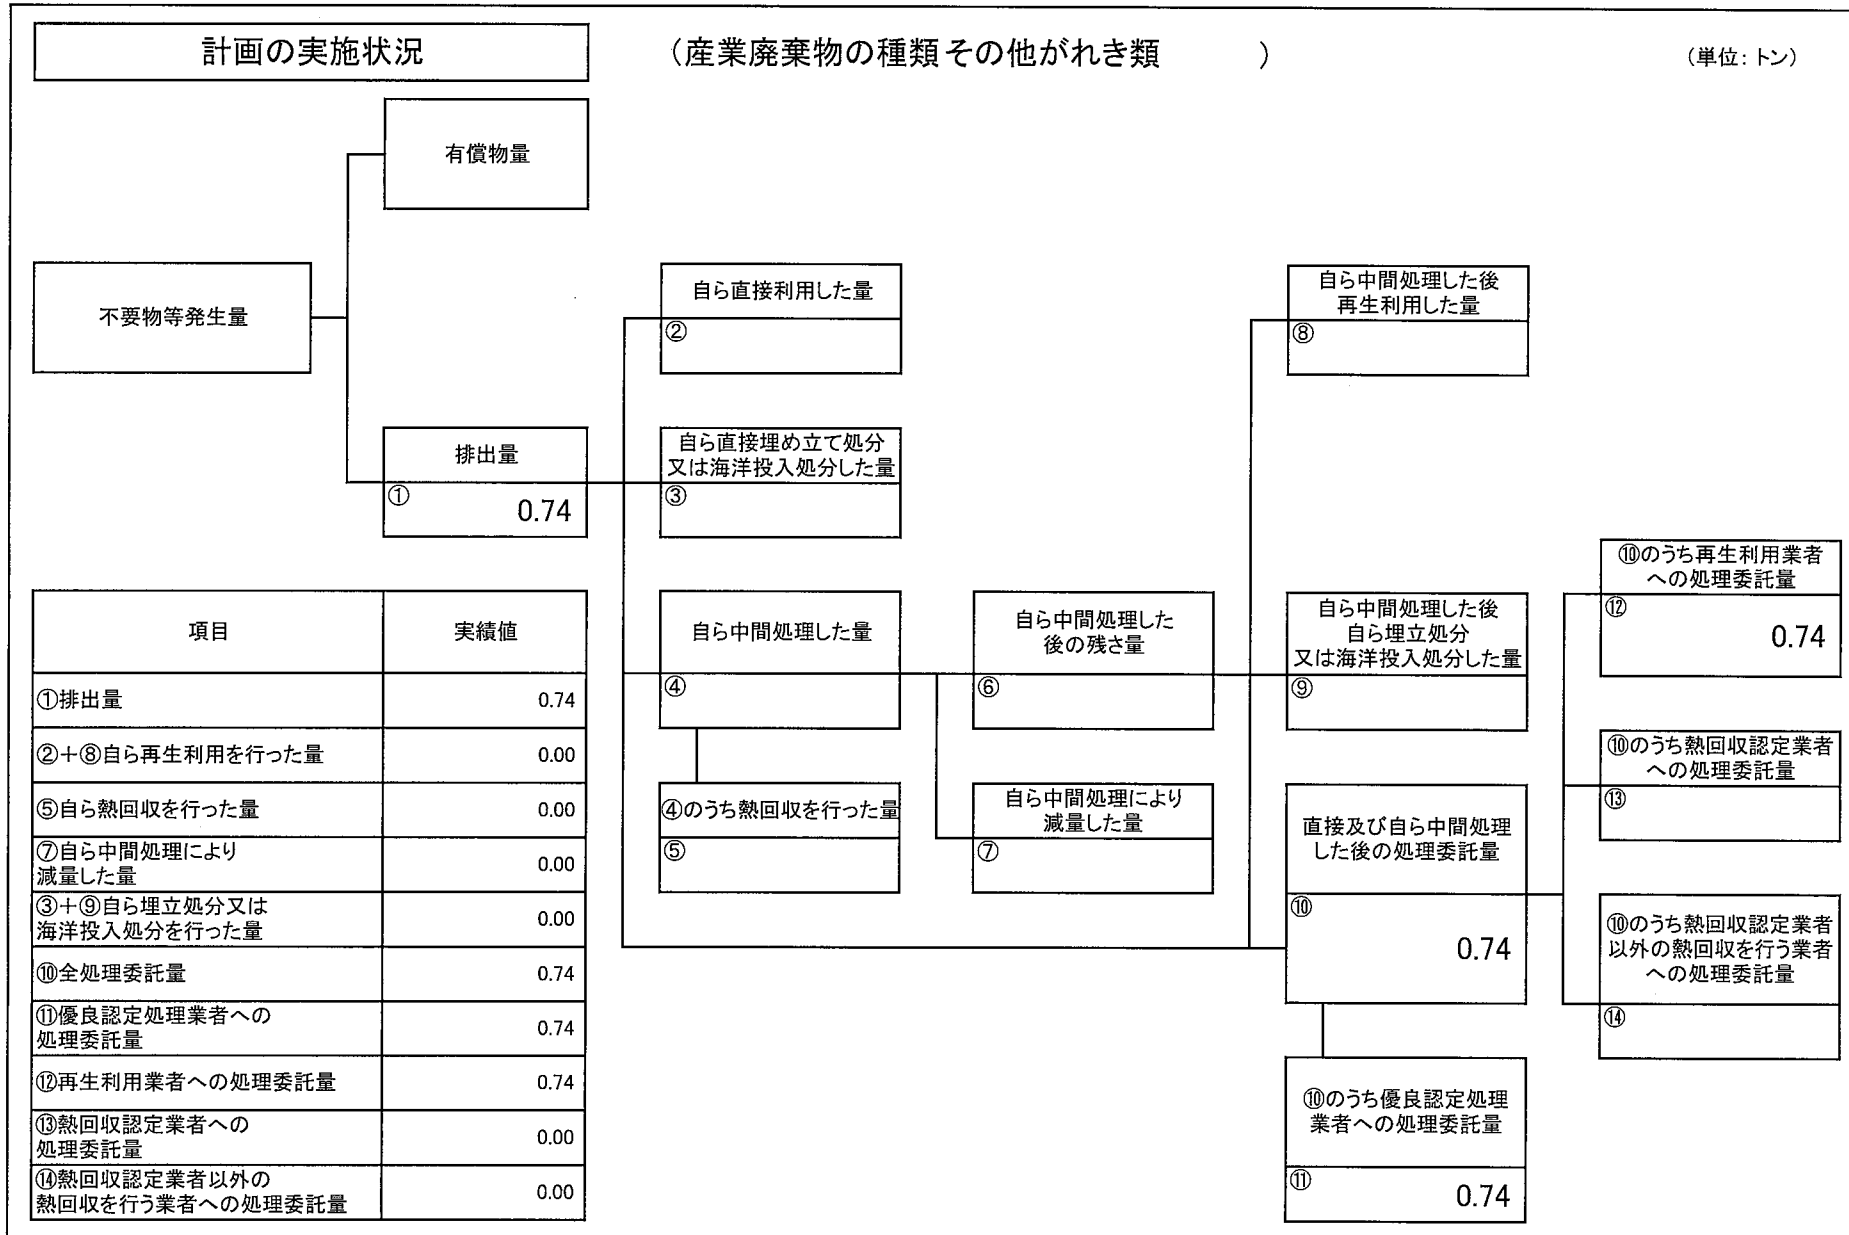 計画の実施状況
（産業廃棄物の種類その他がれき類　　　）
（単位：トン）
有償物量
不要物等発生量
自ら直接利用した量
②
自ら中間処理した後
再生利用した量
⑧
排出量
①
0.74
自ら直接埋め立て処分
又は海洋投入処分した量
③
自ら中間処理した量
④
自ら中間処理した
後の残さ量
⑥
自ら中間処理した後
自ら埋立処分
又は海洋投入処分した量
⑨
⑩のうち再生利用業者
への処理委託量
⑫
0.74
④のうち熱回収を行った量
⑤
自ら中間処理により
減量した量
⑦
直接及び自ら中間処理
した後の処理委託量
⑩
0.74
⑩のうち熱回収認定業者
への処理委託量
⑬
⑩のうち熱回収認定業者
以外の熱回収を行う業者
への処理委託量
⑭
⑩のうち優良認定処理
業者への処理委託量
⑪
0.74
項目 実績値
①排出量 0.74
②＋⑧自ら再生利用を行った量 0.00
⑤自ら熱回収を行った量 0.00
⑦自ら中間処理により
減量した量 0.00
③＋⑨自ら埋立処分又は
海洋投入処分を行った量 0.00
⑩全処理委託量 0.74
⑪優良認定処理業者への
処理委託量 0.74
⑫再生利用業者への処理委託量 0.74
⑬熱回収認定業者への
処理委託量 0.00
⑭熱回収認定業者以外の
熱回収を行う業者への処理委託量 0.00